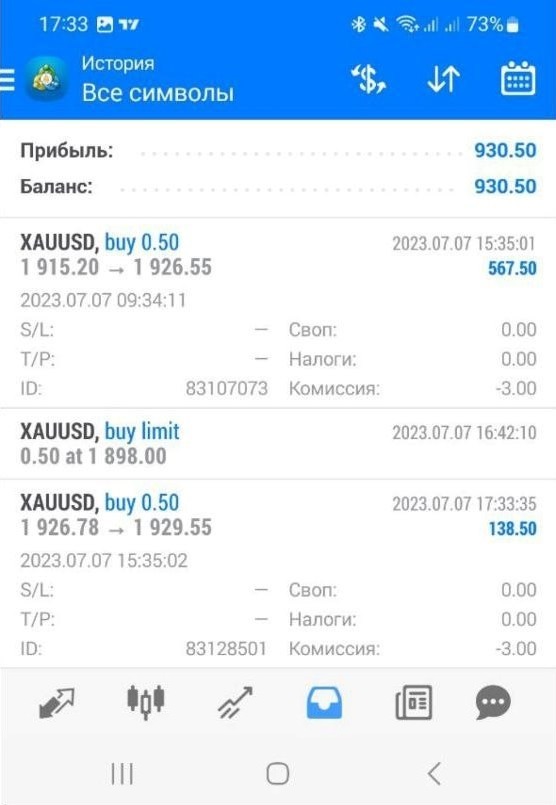 17:33 73%
История
Все символы
Прибыль: 930.50
Баланс: 930.50
XAUUSD, buy 0.50 2023.07.07 15:35:01
1 915.20 → 1 926.55 567.50
2023.07.07 09:34:11
S/L: — Своп: 0.00
T/P: — Налоги: 0.00
ID: 83107073 Комиссия: -3.00
XAUUSD, buy limit 2023.07.07 16:42:10
0.50 at 1 898.00
XAUUSD, buy 0.50 2023.07.07 17:33:35
1 926.78 → 1 929.55 138.50
2023.07.07 15:35:02
S/L: — Своп: 0.00
T/P: — Налоги: 0.00
ID: 83128501 Комиссия: -3.00